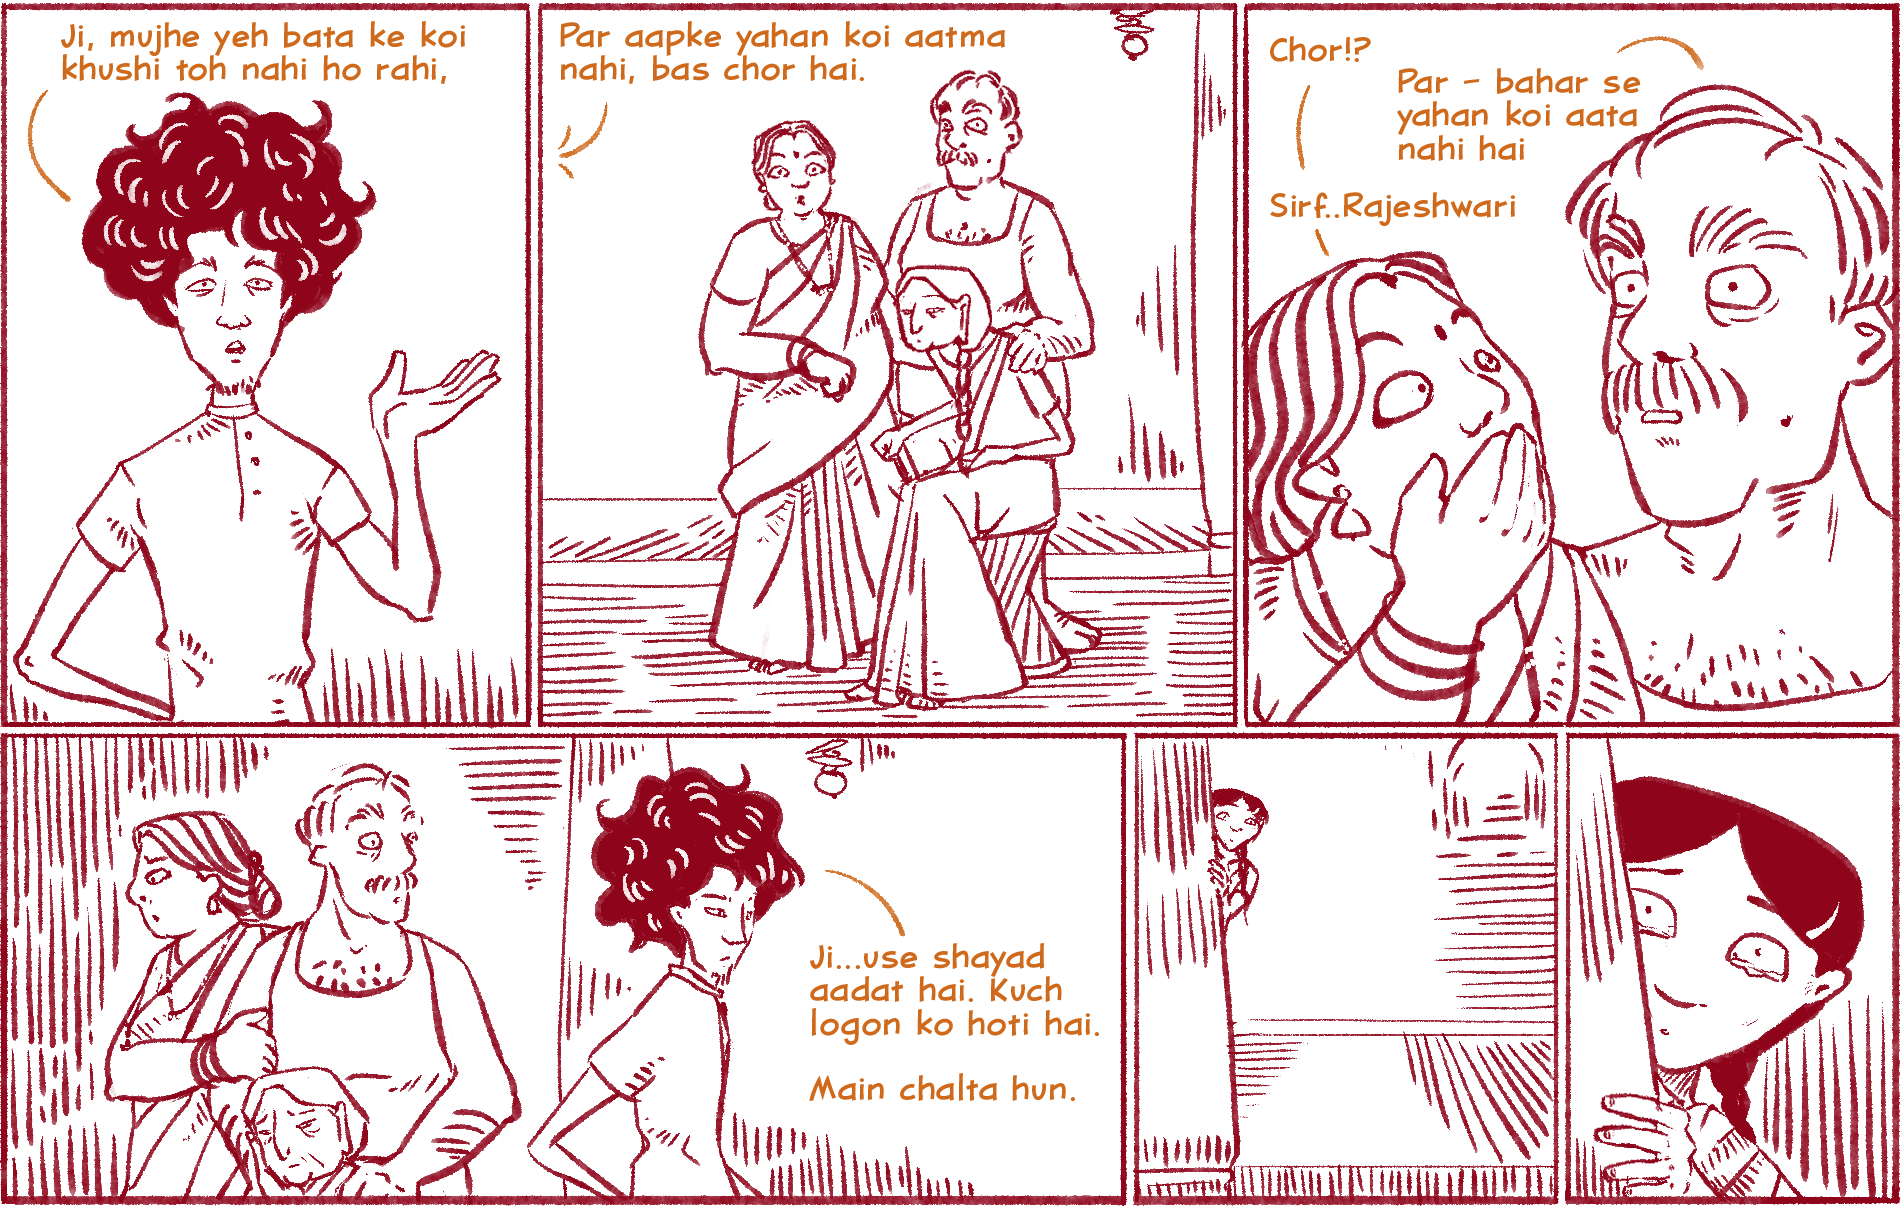 Ji, mujhe yeh bata ke koi
khushi toh nahi ho rahi,
Par aapke yahan koi aatma
nahi, bas chor hai.
Chor!?
Par - bahar se
yahan koi aata
nahi hai
Sirf..Rajeshwari
Ji...use shayad
aadat hai. Kuch
logon ko hoti hai.
Main chalta hun.